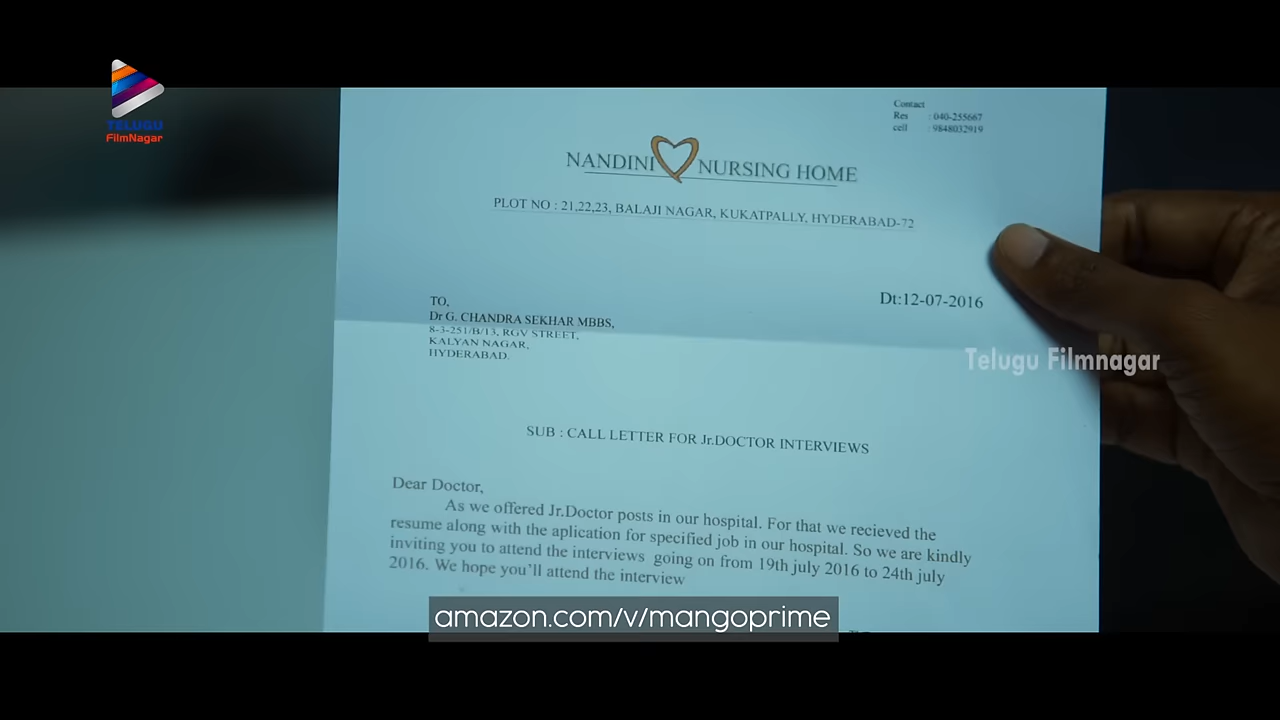 TELUGU
FilmNagar
Contact
Res : 040-255667
cell : 9848032919
NANDINI NURSING HOME
PLOT NO : 21,22,23, BALAJI NAGAR, KUKATPALLY, HYDERABAD-72
Dt:12-07-2016
TO,
Dr G. CHANDRA SEKHAR MBBS,
8-3-251/B/13, RGV STREET,
KALYAN NAGAR,
HYDERABAD.
Telugu Filmnagar
SUB : CALL LETTER FOR Jr.DOCTOR INTERVIEWS
Dear Doctor,
As we offered Jr.Doctor posts in our hospital. For that we recieved the
resume along with the aplication for specified job in our hospital. So we are kindly
inviting you to attend the interviews going on from 19th july 2016 to 24th july
2016. We hope you'll attend the interview
amazon.com/v/mangoprime